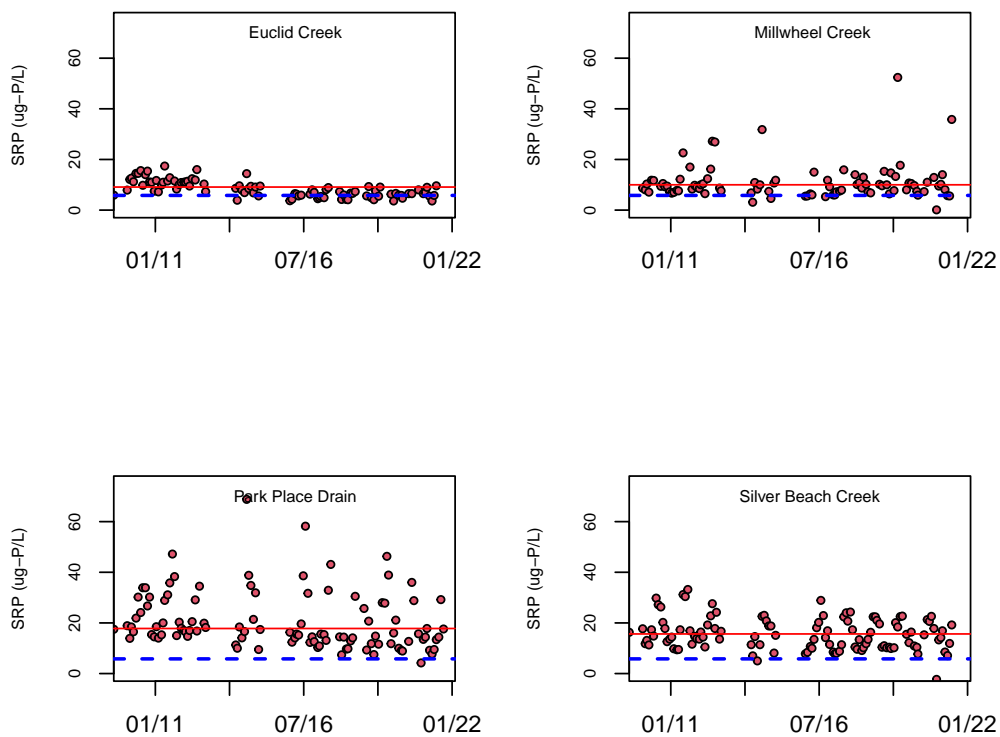 Euclid Creek
SRP (ug−P/L)
60
40
20
0
01/11 07/16 01/22
Millwheel Creek
SRP (ug−P/L)
60
40
20
0
01/11 07/16 01/22
Park Place Drain
SRP (ug−P/L)
60
40
20
0
01/11 07/16 01/22
Silver Beach Creek
SRP (ug−P/L)
60
40
20
0
01/11 07/16 01/22